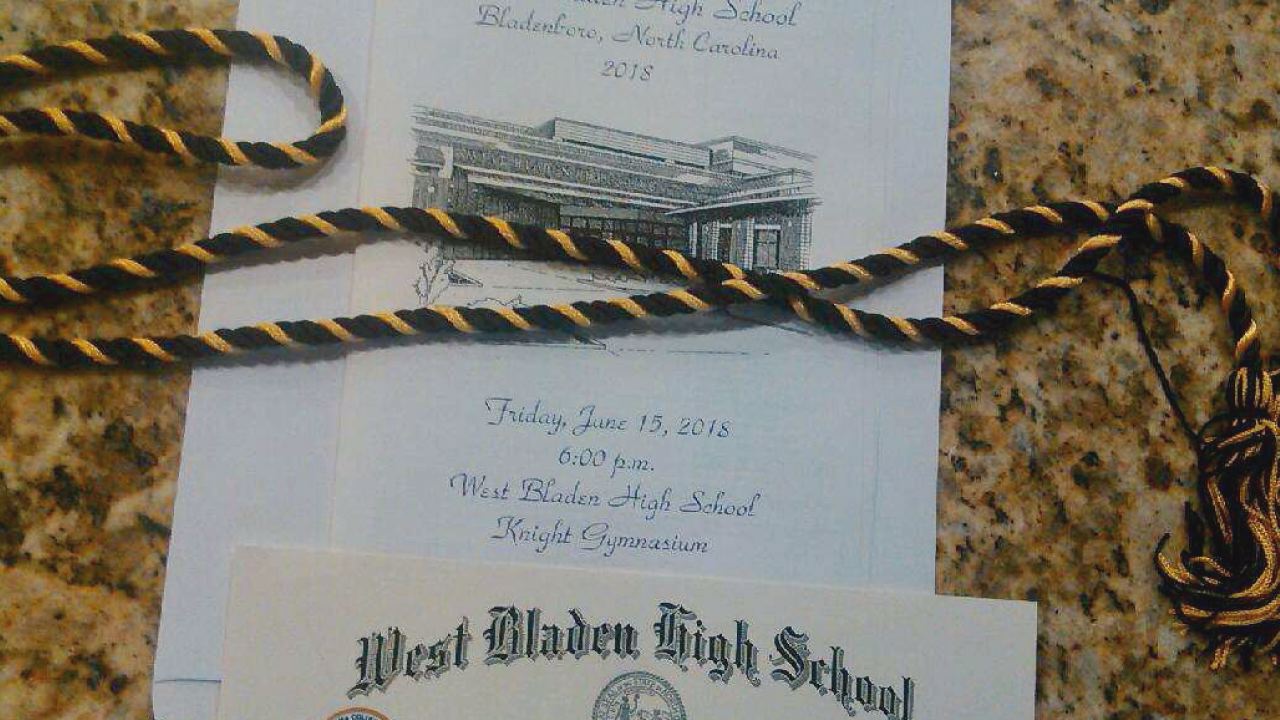 High School
Bladenboro, North Carolina
2018
Friday, June 15, 2018
6:00 p.m.
West Bladen High School
Knight Gymnasium
West Bladen High School